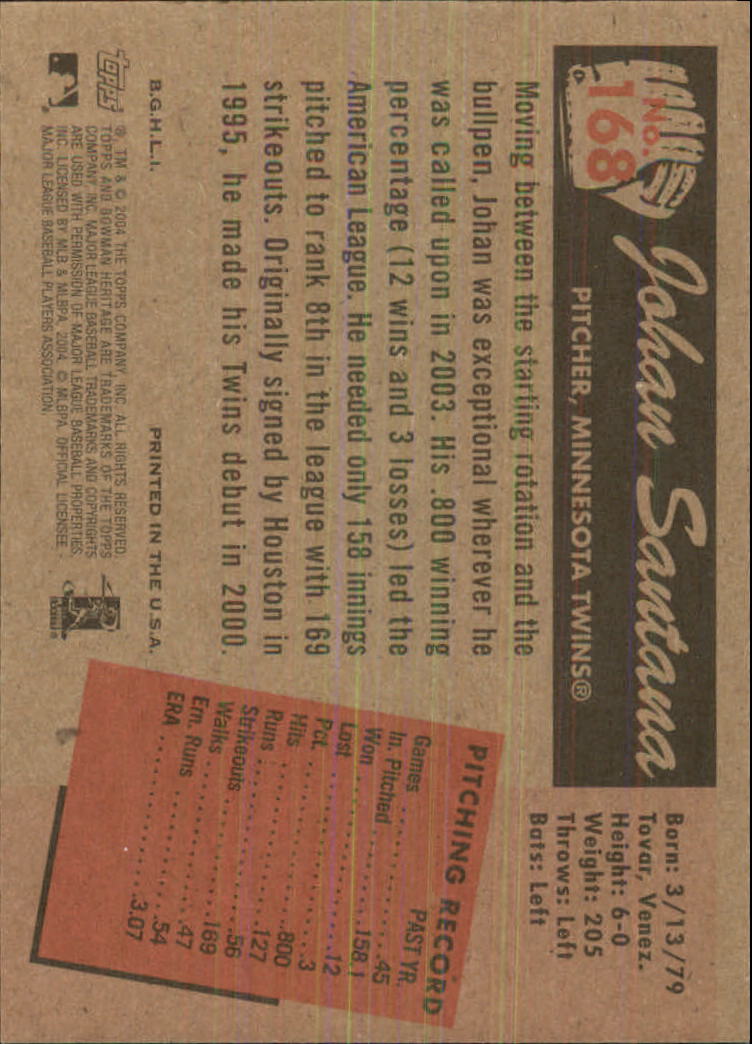 No.
168
Johan Santana
PITCHER, MINNESOTA TWINS®
Born: 3/13/79
Tovar, Venez.
Height: 6-0
Weight: 205
Throws: Left
Bats: Left
Moving between the starting rotation and the
bullpen, Johan was exceptional wherever he
was called upon in 2003. His .800 winning
percentage (12 wins and 3 losses) led the
American League. He needed only 158 innings
pitched to rank 8th in the league with 169
strikeouts. Originally signed by Houston in
1995, he made his Twins debut in 2000.
PITCHING RECORD
PAST YR.
Games ..........45
In. Pitched ....158.1
Won ..........12
Lost ..........3
Pct. ..........800
Hits ..........127
Runs ..........56
Strikeouts ..........169
Walks ..........47
Ern. Runs ..........54
ERA ..........3.07
B.G.H.L.I. PRINTED IN THE U.S.A.
TOPPS
®, TM & © 2004 THE TOPPS COMPANY, INC. ALL RIGHTS RESERVED.
TOPPS AND BOWMAN HERITAGE ARE TRADEMARKS OF THE TOPPS
COMPANY, INC. MAJOR LEAGUE BASEBALL TRADEMARKS AND COPYRIGHTS
ARE USED WITH PERMISSION OF MAJOR LEAGUE BASEBALL PROPERTIES,
INC. LICENSED BY MLB & MLBPA, 2004. © MLBPA. OFFICIAL LICENSEE -
MAJOR LEAGUE BASEBALL PLAYERS ASSOCIATION.